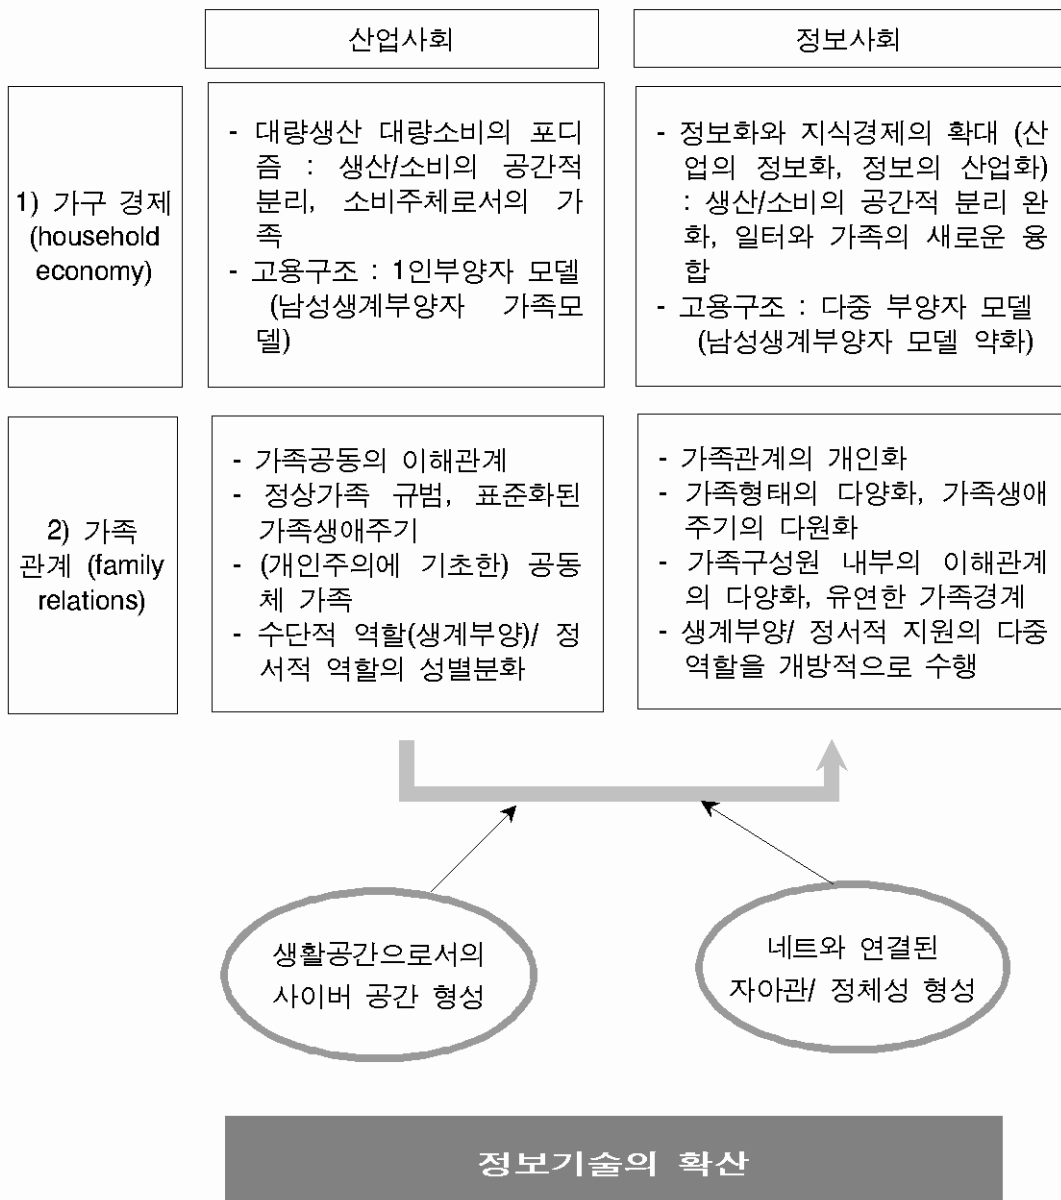 산업사회
정보사회
1) 가구 경제
(household
economy)
- 대량생산 대량소비의 포디
즘 : 생산/소비의 공간적
분리, 소비주체로서의 가
족
- 고용구조 : 1인부양자 모델
(남성생계부양자 가족모
델)
- 정보화와 지식경제의 확대 (산
업의 정보화, 정보의 산업화)
: 생산/소비의 공간적 분리 완
화, 일터와 가족의 새로운 융
합
- 고용구조 : 다중 부양자 모델
(남성생계부양자 모델 약화)
2) 가족
관계 (family
relations)
- 가족공동의 이해관계
- 정상가족 규범, 표준화된
가족생애주기
- (개인주의에 기초한) 공동
체 가족
- 수단적 역할(생계부양)/ 정
서적 역할의 성별분화
- 가족관계의 개인화
- 가족형태의 다양화, 가족생애
주기의 다원화
- 가족구성원 내부의 이해관계
의 다양화, 유연한 가족경계
- 생계부양/ 정서적 지원의 다중
역할을 개방적으로 수행
생활공간으로서의
사이버 공간 형성
네트와 연결된
자아관/ 정체성 형성
정보기술의 확산